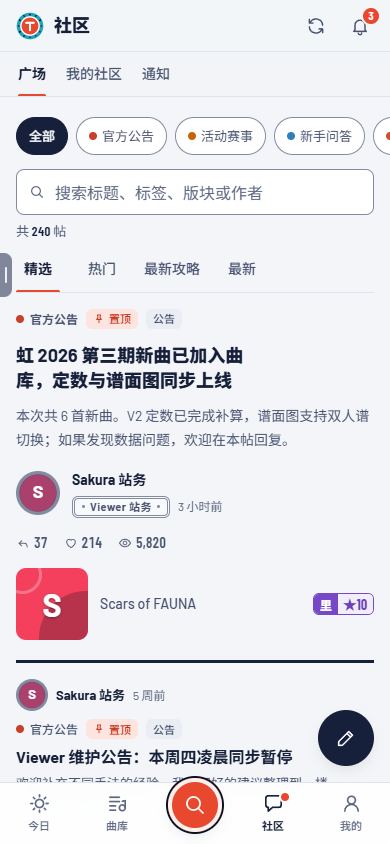 T 社区 3
广场 我的社区 通知
全部 官方公告 活动赛事 新手问答
搜索标题、标签、版块或作者
共 240 帖
精选 热门 最新攻略 最新
官方公告 置顶 公告
虹 2026 第三期新曲已加入曲
库，定数与谱面图同步上线
本次共 6 首新曲。V2 定数已完成补算，谱面图支持双人谱
切换；如果发现数据问题，欢迎在本帖回复。
S Sakura 站务
Viewer 站务 3 小时前
37 214 5,820
S Scars of FAUNA 里 ★10
S Sakura 站务 5 周前
官方公告 置顶 公告
Viewer 维护公告：本周四凌晨同步暂停
今日 曲库 社区 我的